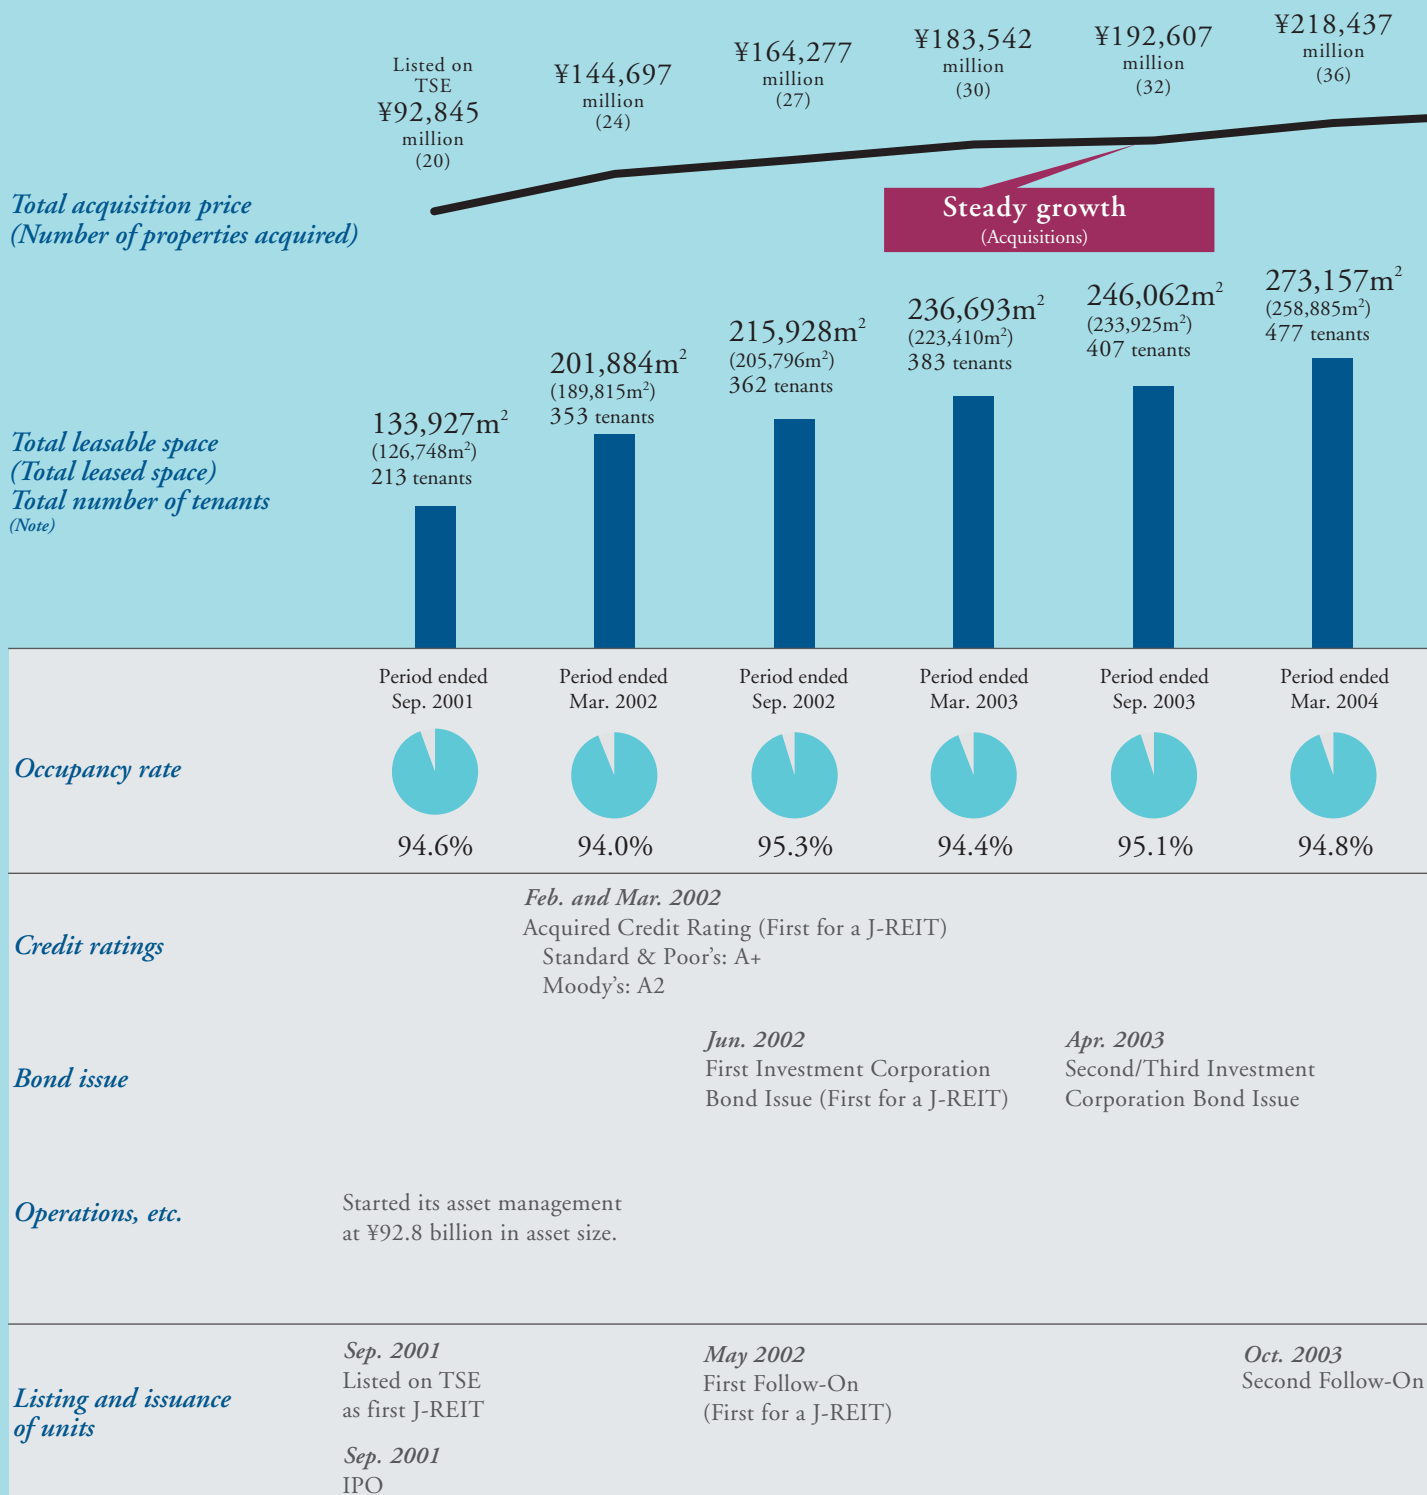 Total acquisition price
(Number of properties acquired)
Listed on
TSE
¥92,845
million
(20)
¥144,697
million
(24)
¥164,277
million
(27)
¥183,542
million
(30)
¥192,607
million
(32)
¥218,437
million
(36)
Steady growth
(Acquisitions)
Total leasable space
(Total leased space)
Total number of tenants
(Note)
133,927m²
(126,748m²)
213 tenants
201,884m²
(189,815m²)
353 tenants
215,928m²
(205,796m²)
362 tenants
236,693m²
(223,410m²)
383 tenants
246,062m²
(233,925m²)
407 tenants
273,157m²
(258,885m²)
477 tenants
Period ended
Sep. 2001
Period ended
Mar. 2002
Period ended
Sep. 2002
Period ended
Mar. 2003
Period ended
Sep. 2003
Period ended
Mar. 2004
Occupancy rate
94.6%
94.0%
95.3%
94.4%
95.1%
94.8%
Credit ratings
Feb. and Mar. 2002
Acquired Credit Rating (First for a J-REIT)
Standard & Poor's: A+
Moody's: A2
Bond issue
Jun. 2002
First Investment Corporation
Bond Issue (First for a J-REIT)
Apr. 2003
Second/Third Investment
Corporation Bond Issue
Operations, etc.
Started its asset management
at ¥92.8 billion in asset size.
Listing and issuance
of units
Sep. 2001
Listed on TSE
as first J-REIT
Sep. 2001
IPO
May 2002
First Follow-On
(First for a J-REIT)
Oct. 2003
Second Follow-On